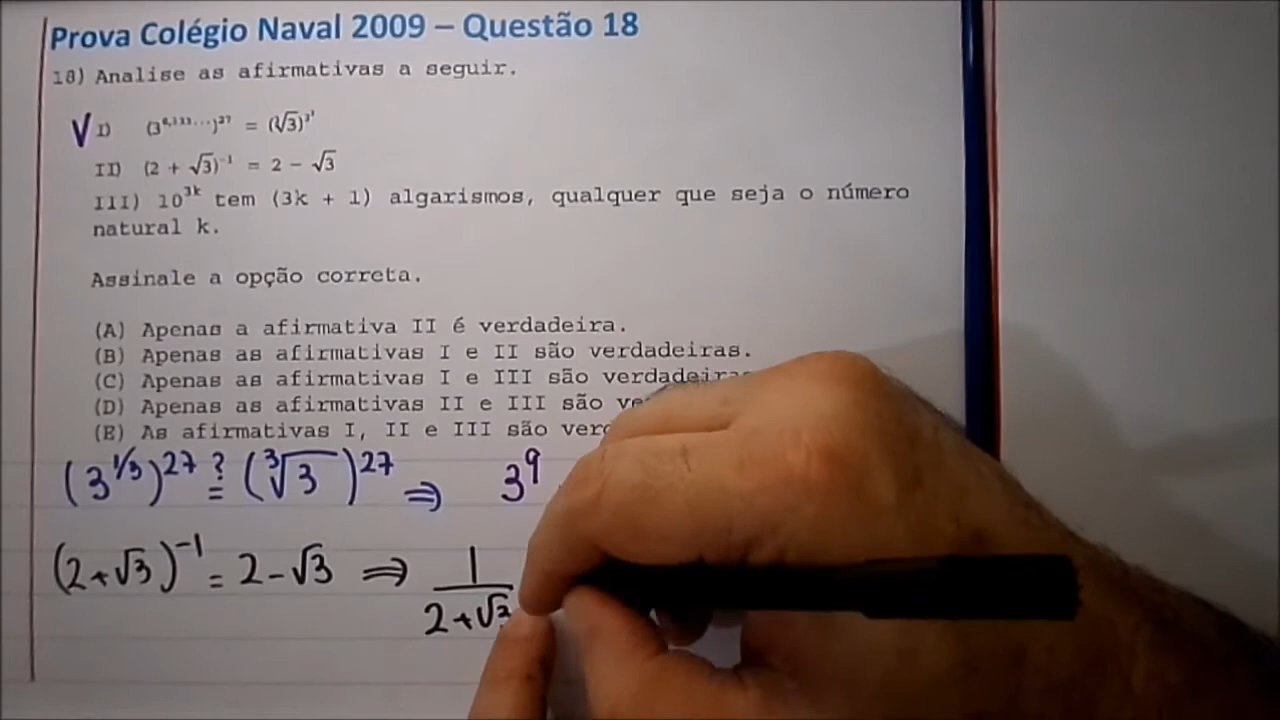 Prova Colégio Naval 2009 – Questão 18
18) Analise as afirmativas a seguir.
V I) (3^0,333...)^27 = (∛3)^3³
II) (2 + √3)^-1 = 2 - √3
III) 10^3k tem (3k + 1) algarismos, qualquer que seja o número
natural k.
Assinale a opção correta.
(A) Apenas a afirmativa II é verdadeira.
(B) Apenas as afirmativas I e II são verdadeiras.
(C) Apenas as afirmativas I e III são verdadeiras
(D) Apenas as afirmativas II e III são
(E) As afirmativas I, II e III são
(3^1/3)^27 ≟ (∛3)^27 ⇒ 3^9
(2+√3)^-1 = 2-√3 ⇒ 1/(2+√3